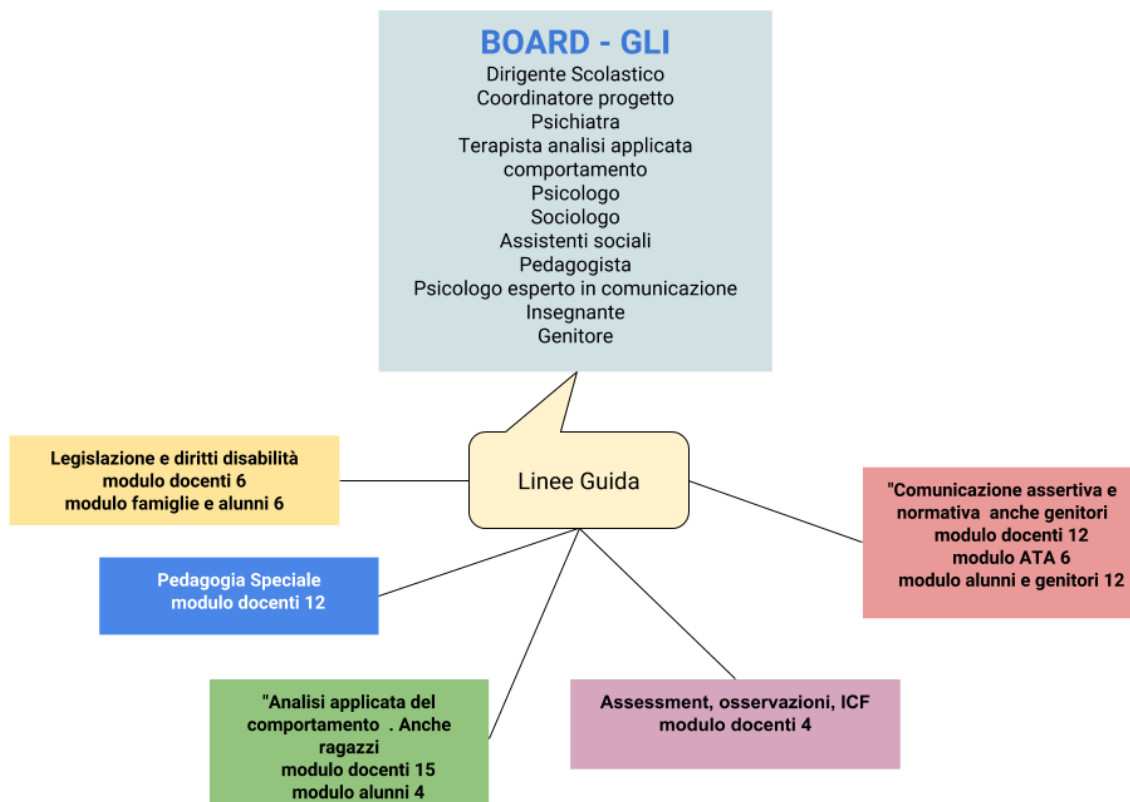 BOARD - GLI
Dirigente Scolastico
Coordinatore progetto
Psichiatra
Terapista analisi applicata
comportamento
Psicologo
Sociologo
Assistenti sociali
Pedagogista
Psicologo esperto in comunicazione
Insegnante
Genitore
Linee Guida
Legislazione e diritti disabilità
modulo docenti 6
modulo famiglie e alunni 6
"Comunicazione assertiva e
normativa anche genitori
modulo docenti 12
modulo ATA 6
modulo alunni e genitori 12
Pedagogia Speciale
modulo docenti 12
"Analisi applicata del
comportamento . Anche
ragazzi
modulo docenti 15
modulo alunni 4
Assessment, osservazioni, ICF
modulo docenti 4